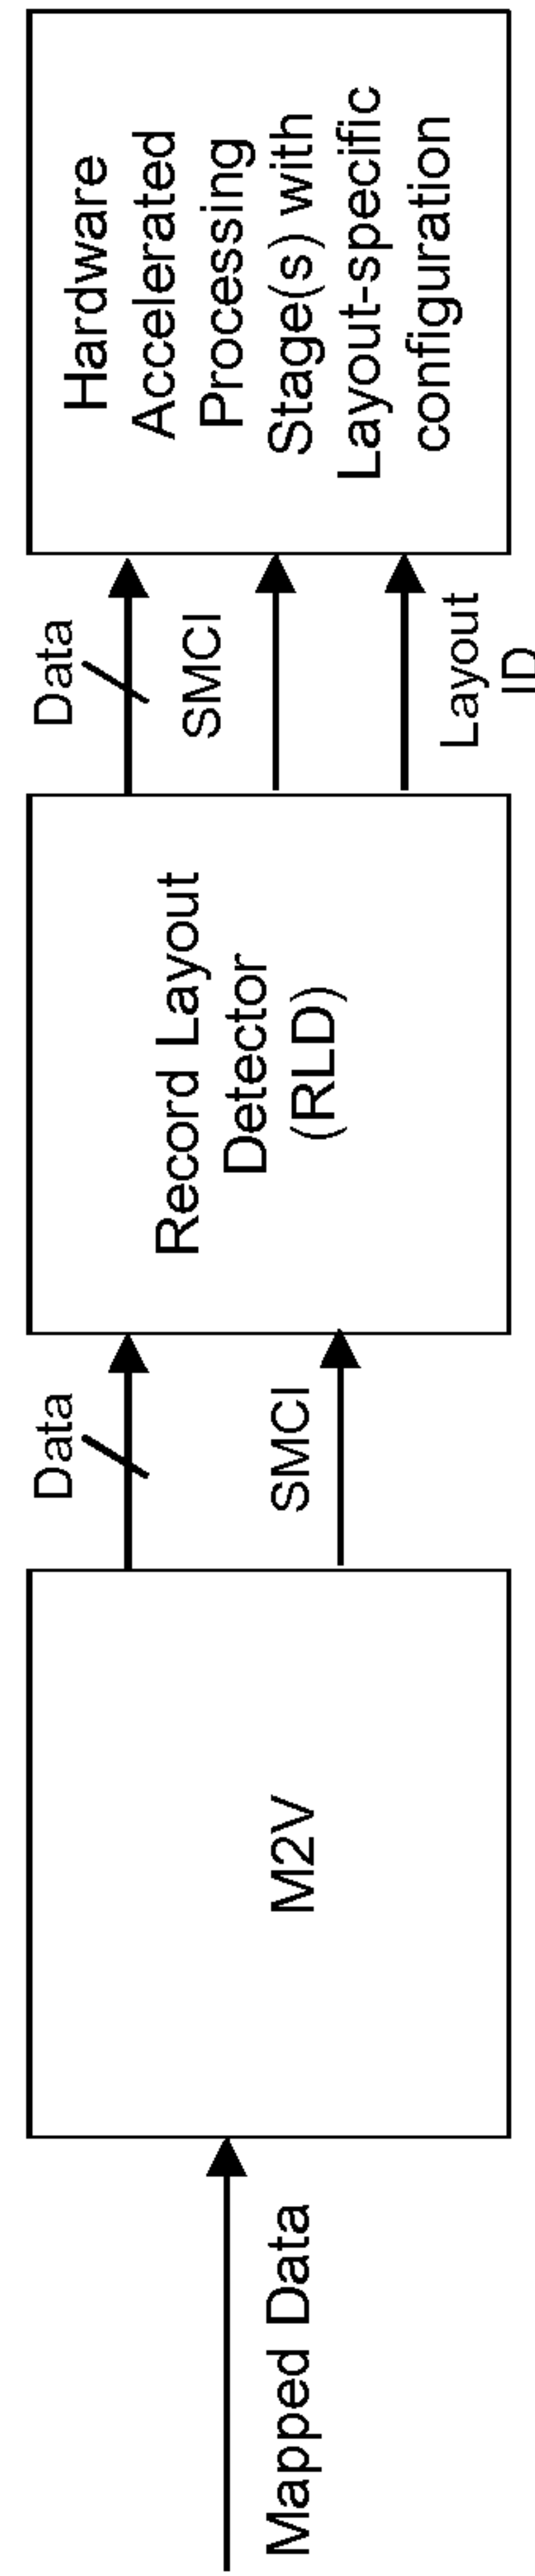 Mapped Data
M2V
Data
SMCI
Record Layout
Detector
(RLD)
Data
SMCI
Layout
ID
Hardware
Accelerated
Processing
Stage(s) with
Layout-specific
configuration